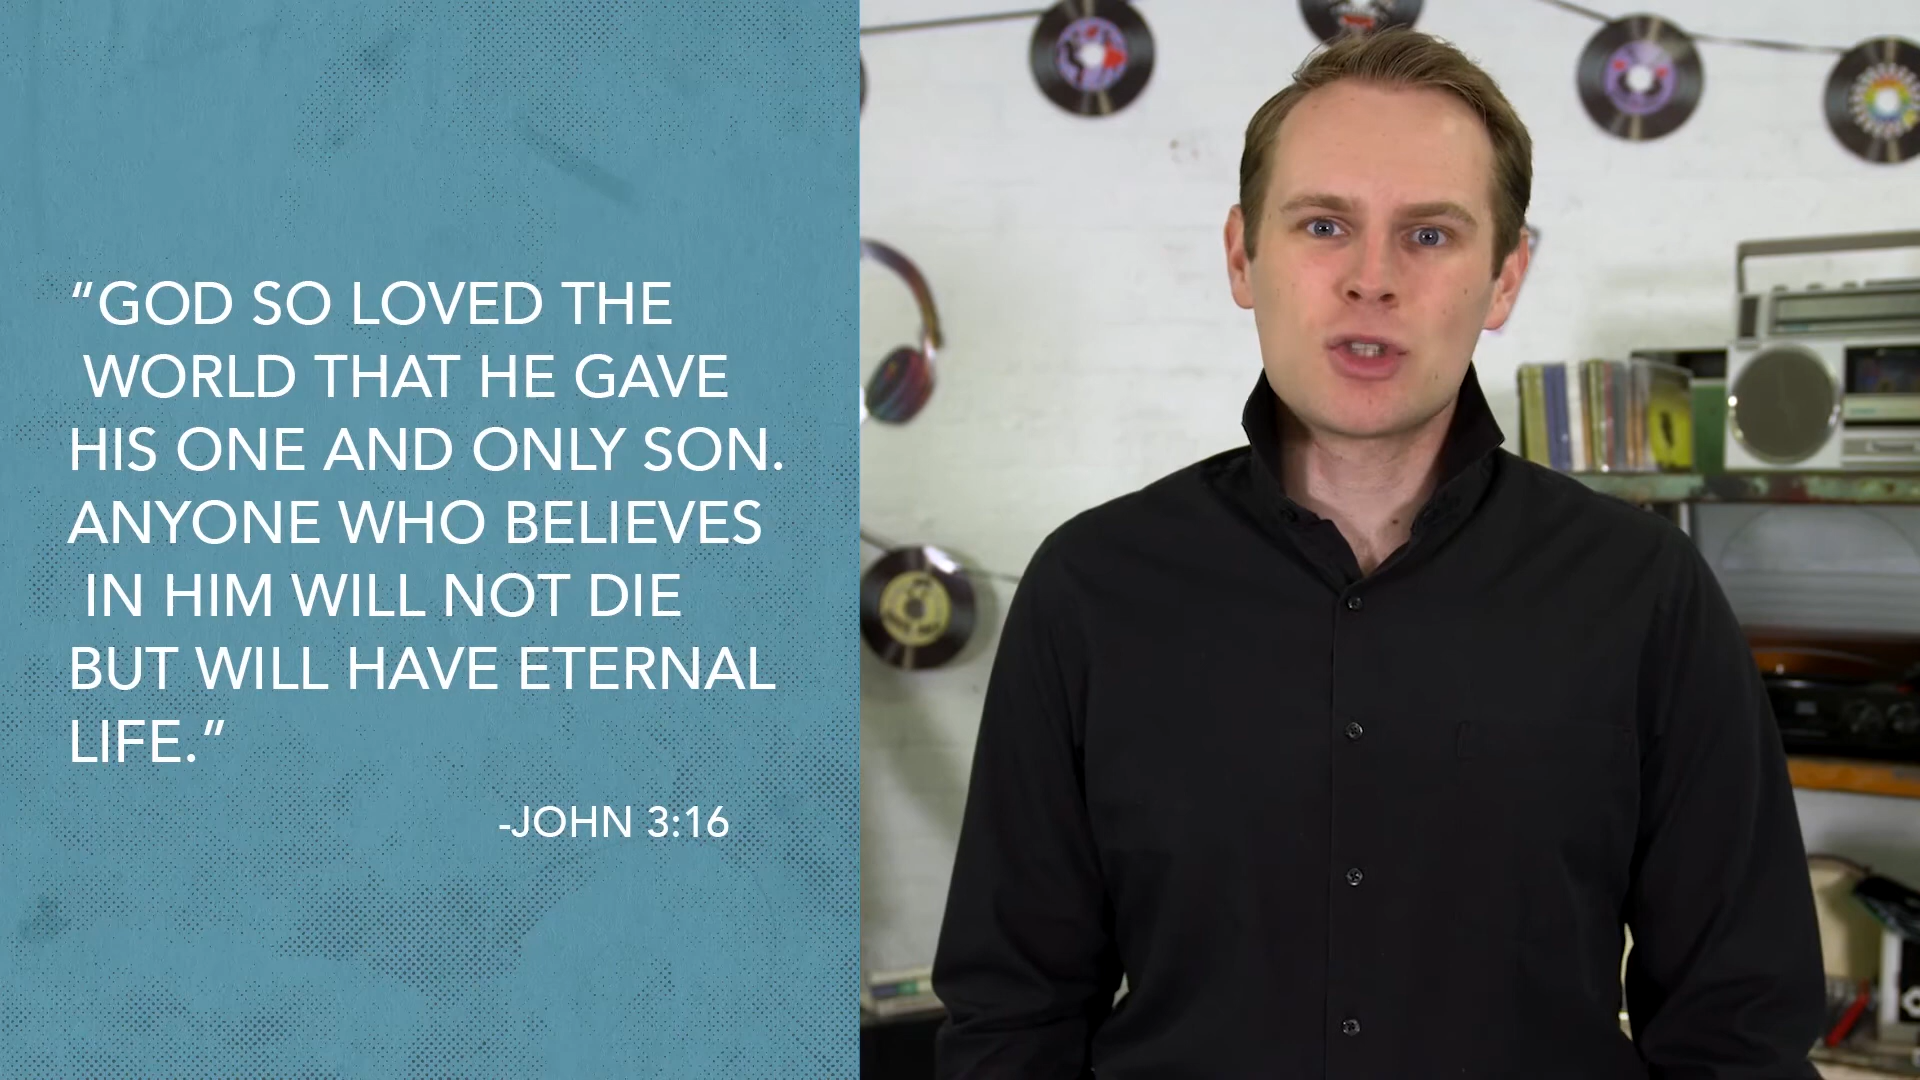 “GOD SO LOVED THE
WORLD THAT HE GAVE
HIS ONE AND ONLY SON.
ANYONE WHO BELIEVES
IN HIM WILL NOT DIE
BUT WILL HAVE ETERNAL
LIFE.”
-JOHN 3:16